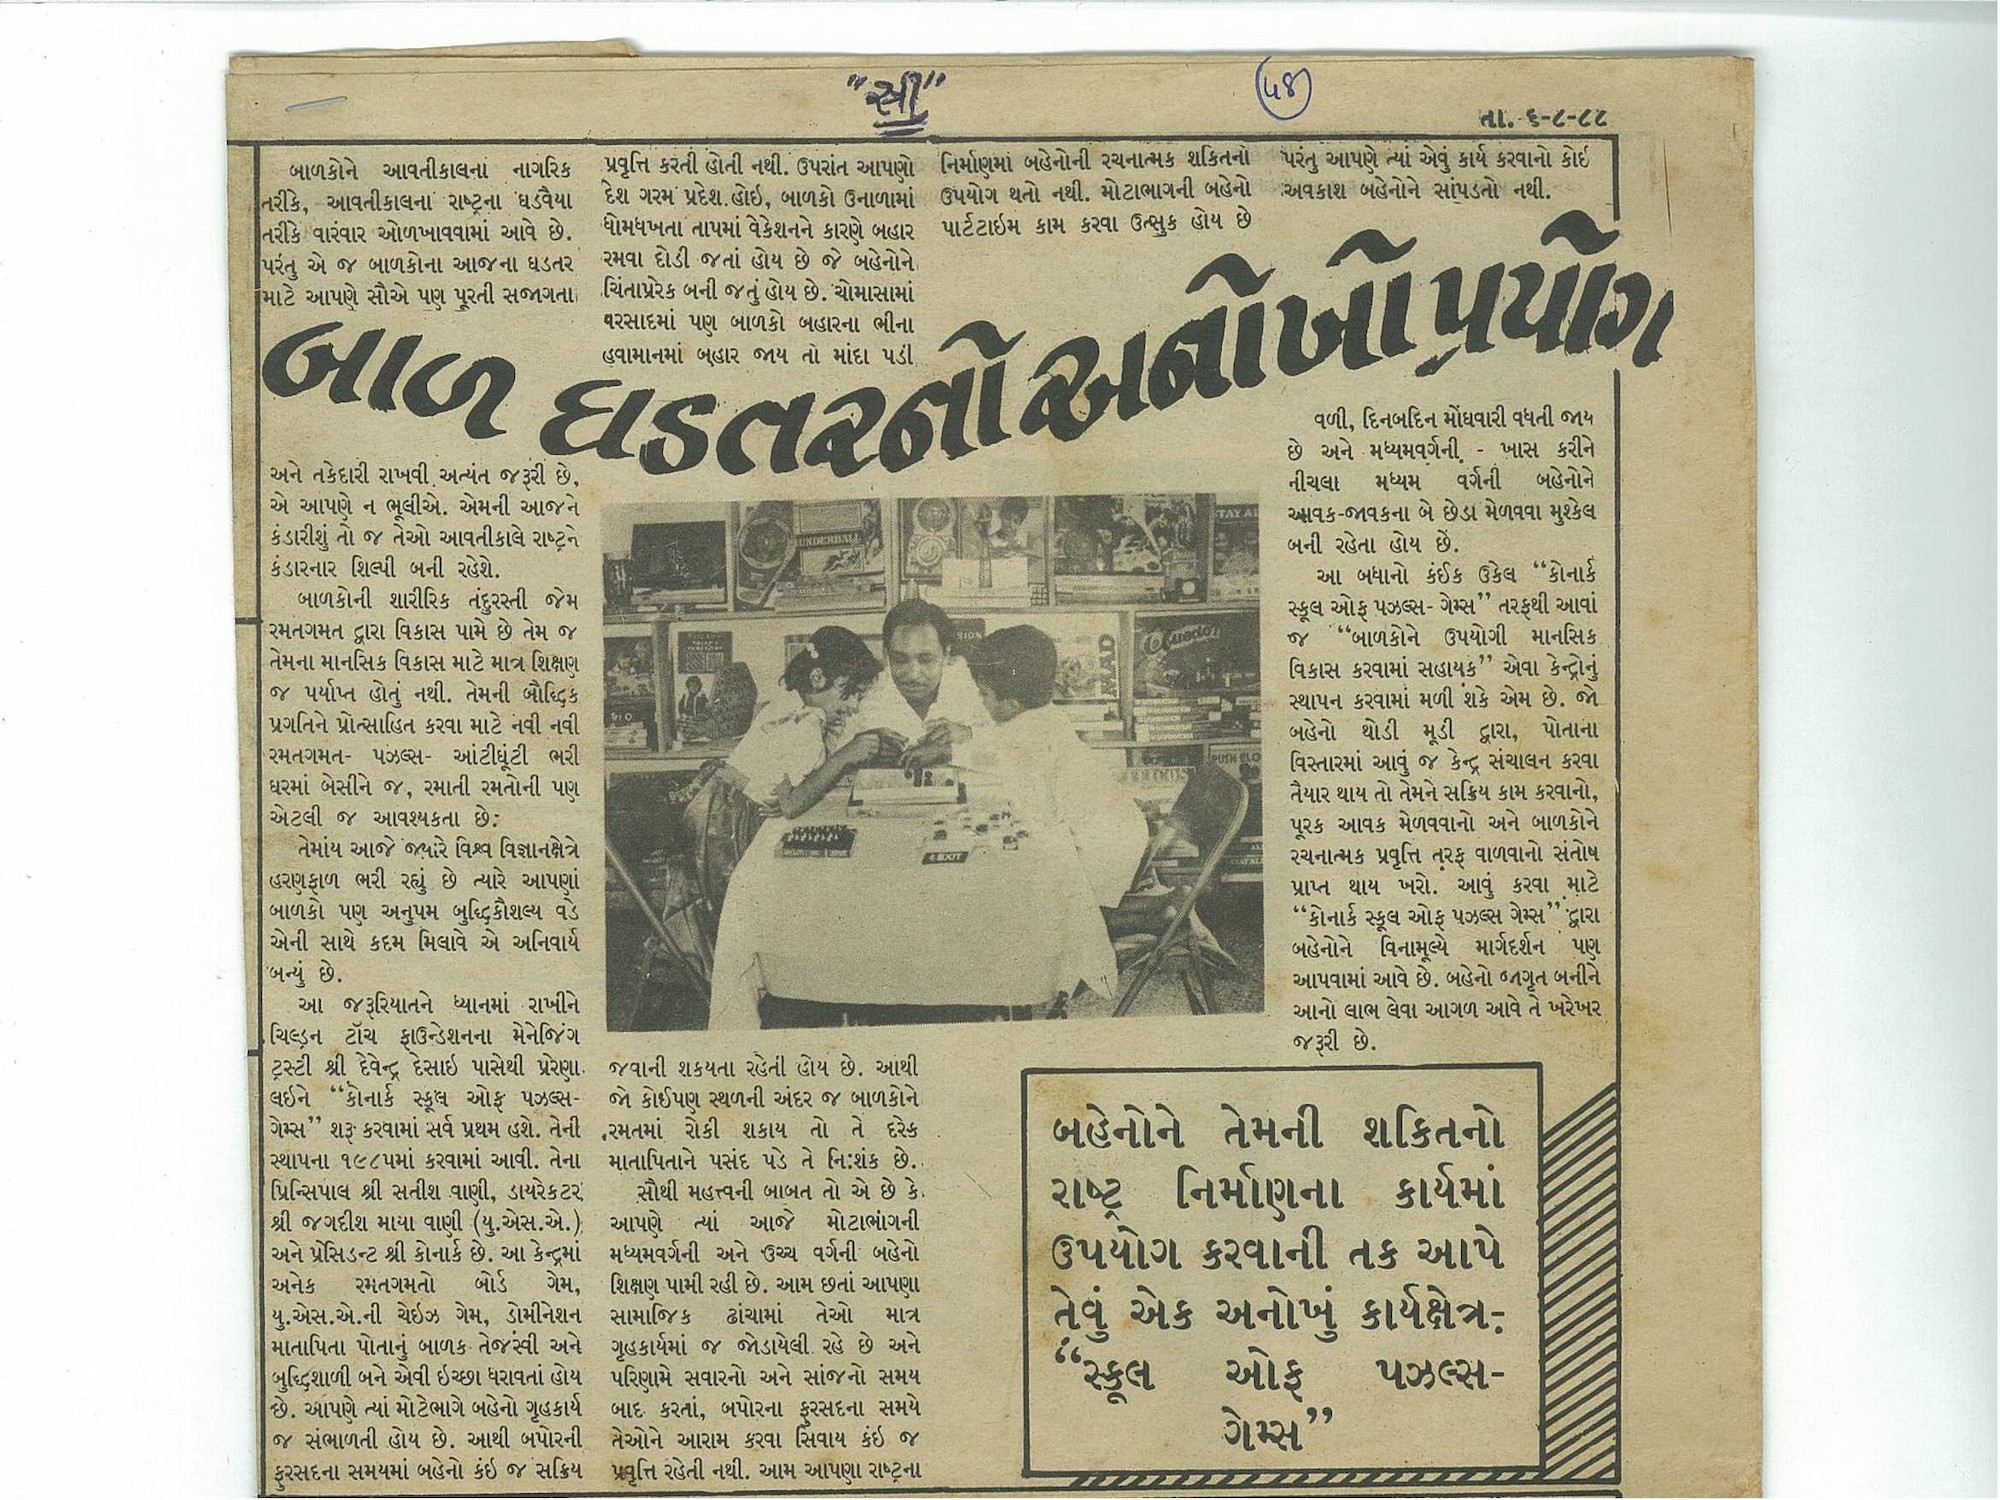 "સ્ત્રી"
૫૪
તા. ૬-૮-૮૮
બાળ ઘડતરનો અનોખો પ્રયોગ
બાળકોને આવતીકાલના નાગરિક
તરીકે, આવતીકાલના રાષ્ટ્રના ઘડવૈયા
તરીકે વારંવાર ઓળખાવવામાં આવે છે.
પરંતુ એ જ બાળકોના આજના ઘડતર
માટે આપણે સૌએ પણ પૂરતી સજાગતા
અને તકેદારી રાખવી અત્યંત જરૂરી છે,
એ આપણે ન ભૂલીએ. એમની આજને
કંડારીશું તો જ તેઓ આવતીકાલે રાષ્ટ્રને
કંડારનાર શિલ્પી બની રહેશે.
બાળકોની શારીરિક તંદુરસ્તી જેમ
રમતગમત દ્વારા વિકાસ પામે છે તેમ જ
તેમના માનસિક વિકાસ માટે માત્ર શિક્ષણ
જ પર્યાપ્ત હોતું નથી. તેમની બૌદ્ધિક
પ્રગતિને પ્રોત્સાહિત કરવા માટે નવી નવી
રમતગમત- પઝલ્સ- આંટીઘૂંટી ભરી
ઘરમાં બેસીને જ, રમાતી રમતોની પણ
એટલી જ આવશ્યકતા છે.
તેમાંય આજે જ્યારે વિશ્વ વિજ્ઞાનક્ષેત્રે
હરણફાળ ભરી રહ્યું છે ત્યારે આપણાં
બાળકો પણ અનુપમ બુદ્ધિકૌશલ્ય વડે
એની સાથે કદમ મિલાવે એ અનિવાર્ય
બન્યું છે.
આ જરૂરિયાતને ધ્યાનમાં રાખીને
ચિલ્ડ્રન ટૉચ ફાઉન્ડેશનના મેનેજિંગ
ટ્રસ્ટી શ્રી દેવેન્દ્ર દેસાઇ પાસેથી પ્રેરેણા
લઇને “કોનાર્ક સ્કૂલ ઓફ પઝલ્સ-
ગેમ્સ” શરૂ કરવામાં સર્વ પ્રથમ હશે. તેની
સ્થાપના ૧૯૮૫માં કરવામાં આવી. તેના
પ્રિન્સિપાલ શ્રી સતીશ વાણી, ડાયરેકટર
શ્રી જગદીશ માયા વાણી (યુ.એસ.એ.)
અને પ્રેસિડન્ટ શ્રી કોનાર્ક છે. આ કેન્દ્રમાં
અનેક રમતગમતો બોર્ડ ગેમ,
યુ.એસ.એ.ની ચેઇઝ ગેમ, ડોમીનેશન
માતાપિતા પોતાનું બાળક તેજસ્વી અને
બુદ્ધિશાળી બને એવી ઇચ્છા ધરાવતાં હોય
છે. આપણે ત્યાં મોટેભાગે બહેનો ગૃહકાર્ય
જ સંભાળતી હોય છે. આથી બપોરની
ફુરસદના સમયમાં બહેનો કંઇ જ સક્રિય
પ્રવૃત્તિ કરતી હોતી નથી. ઉપરાંત આપણો
દેશ ગરમ પ્રદેશ હોઇ, બાળકો ઉનાળામાં
ધોમધખતા તાપમાં વેકેશનને કારણે બહાર
રમવા દોડી જતાં હોય છે જે બહેનોને
ચિંતાપ્રેરક બની જતું હોય છે. ચોમાસામાં
વરસાદમાં પણ બાળકો બહારના ભીના
હવામાનમાં બહાર જાય તો માંદા પડી
જવાની શકયતા રહેતી હોય છે. આથી
જો કોઈપણ સ્થળની અંદર જ બાળકોને
રમતમાં રોકી શકાય તો તે દરેક
માતાપિતાને પસંદ પડે તે નિ:શંક છે.
સૌથી મહત્ત્વની બાબત તો એ છે કે
આપણે ત્યાં આજે મોટાભાગની
મધ્યમવર્ગની અને ઉચ્ચ વર્ગની બહેનો
શિક્ષણ પામી રહી છે. આમ છતાં આપણા
સામાજિક ઢાંચામાં તેઓ માત્ર
ગૃહકાર્યમાં જ જોડાયેલી રહે છે અને
પરિણામે સવારનો અને સાંજનો સમય
બાદ કરતાં, બપોરના ફુરસદના સમયે
તેઓને આરામ કરવા સિવાય કંઇ જ
પ્રવૃત્તિ રહેતી નથી. આમ આપણા રાષ્ટ્રના
નિર્માણમાં બહેનોની રચનાત્મક શકિતનો
ઉપયોગ થતો નથી. મોટાભાગની બહેનો
પાર્ટટાઇમ કામ કરવા ઉત્સુક હોય છે
પરંતુ આપણે ત્યાં એવું કાર્ય કરવાનો કોઇ
અવકાશ બહેનોને સાંપડતો નથી.
વળી, દિનબદિન મોંઘવારી વધતી જાય
છે અને મધ્યમવર્ગની - ખાસ કરીને
નીચલા મધ્યમ વર્ગની બહેનોને
આવક-જાવકના બે છેડા મેળવવા મુશ્કેલ
બની રહેતા હોય છે.
આ બધાનો કંઈક ઉકેલ “કોનાર્ક
સ્કૂલ ઓફ પઝલ્સ- ગેમ્સ” તરફથી આવાં
જ “બાળકોને ઉપયોગી માનસિક
વિકાસ કરવામાં સહાયક” એવા કેન્દ્રોનું
સ્થાપન કરવામાં મળી શકે એમ છે. જો
બહેનો થોડી મૂડી દ્વારા, પોતાના
વિસ્તારમાં આવું જ કેન્દ્ર સંચાલન કરવા
તૈયાર થાય તો તેમને સક્રિય કામ કરવાનો,
પૂરક આવક મેળવવાનો અને બાળકોને
રચનાત્મક પ્રવૃત્તિ તરફ વાળવાનો સંતોષ
પ્રાપ્ત થાય ખરો. આવું કરવા માટે
“કોનાર્ક સ્કૂલ ઓફ પઝલ્સ ગેમ્સ” દ્વારા
બહેનોને વિનામૂલ્યે માર્ગદર્શન પણ
આપવામાં આવે છે. બહેનો જાગૃત બનીને
આનો લાભ લેવા આગળ આવે તે ખરેખર
જરૂરી છે.
બહેનોને તેમની શકિતનો
રાષ્ટ્ર નિર્માણના કાર્યમાં
ઉપયોગ કરવાની તક આપે
તેવું એક અનોખું કાર્યક્ષેત્ર-
“સ્કૂલ ઓફ પઝલ્સ-
ગેમ્સ”
UNDERBALL
STAY AL
MAD